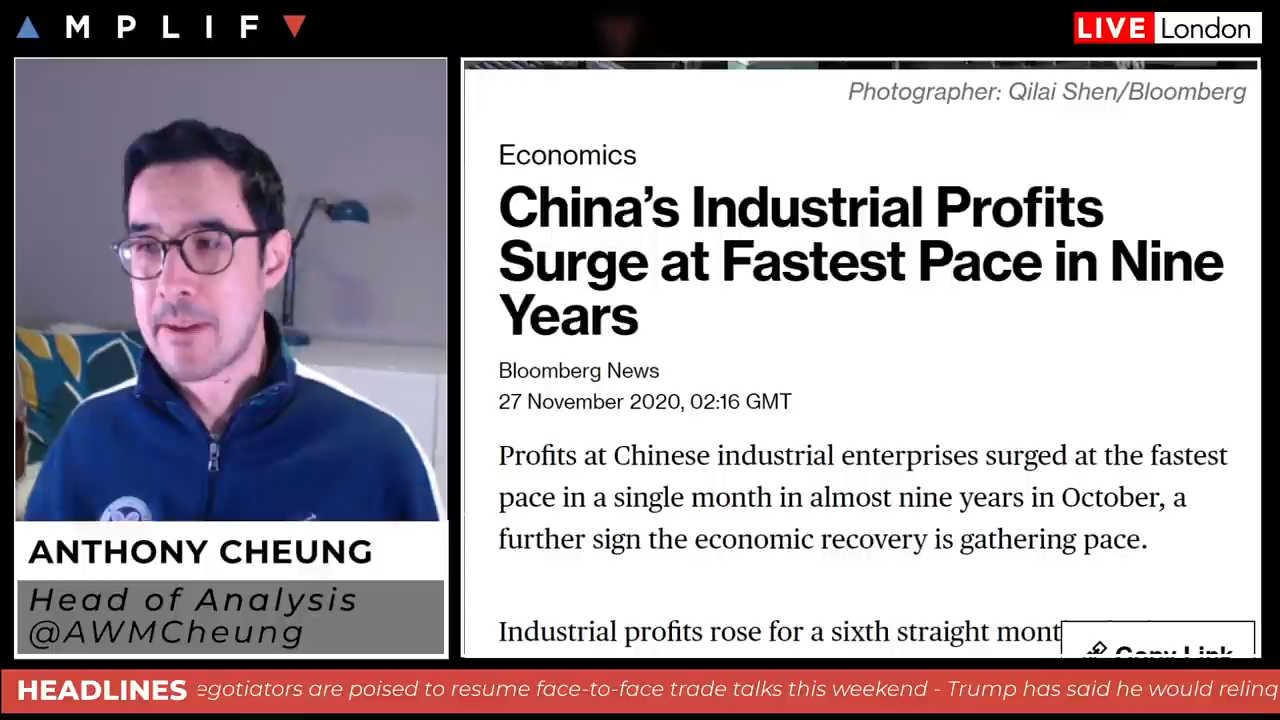 ▲ M P L I F ▼
LIVE London
Photographer: Qilai Shen/Bloomberg
Economics
China's Industrial Profits
Surge at Fastest Pace in Nine
Years
Bloomberg News
27 November 2020, 02:16 GMT
Profits at Chinese industrial enterprises surged at the fastest
pace in a single month in almost nine years in October, a
further sign the economic recovery is gathering pace.
Industrial profits rose for a sixth straight mont
Copy Link
ANTHONY CHEUNG
Head of Analysis
@AWMCheung
HEADLINES egotiators are poised to resume face-to-face trade talks this weekend - Trump has said he would relinq